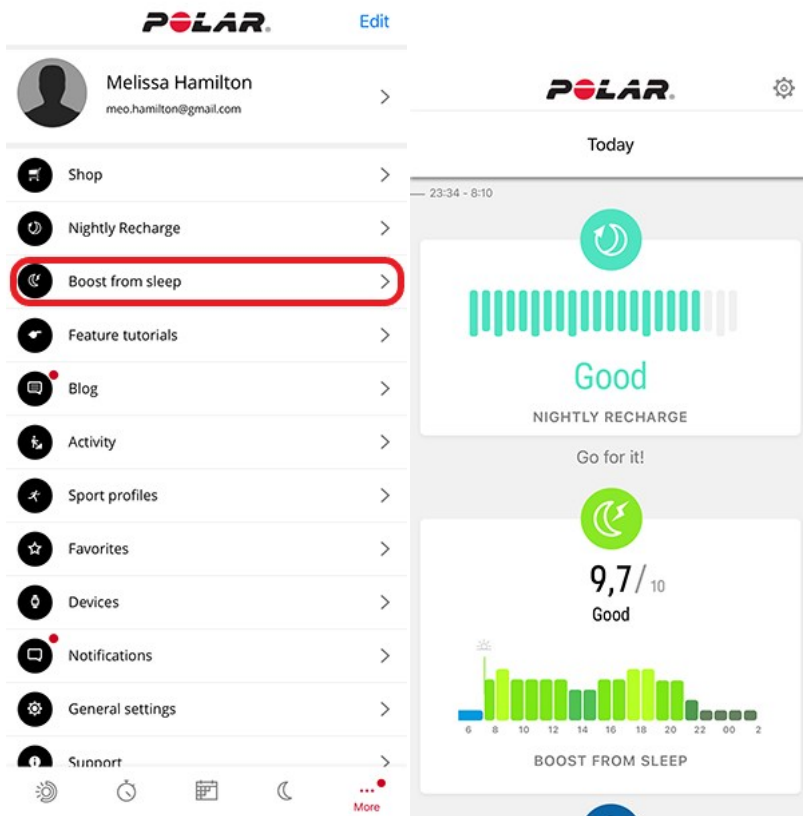 POLAR
Edit
Melissa Hamilton
meo.hamilton@gmail.com
Shop
Nightly Recharge
Boost from sleep
Feature tutorials
Blog
Activity
Sport profiles
Favorites
Devices
Notifications
General settings
Support
More
POLAR
Today
23:34 - 8:10
Good
NIGHTLY RECHARGE
Go for it!
9,7/ 10
Good
6 8 10 12 14 16 18 20 22 00 2
BOOST FROM SLEEP